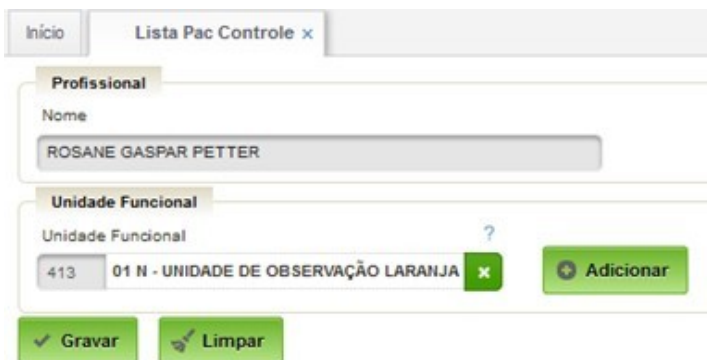 Início Lista Pac Controle ×
Profissional
Nome
ROSANE GASPAR PETTER
Unidade Funcional
Unidade Funcional ?
413 01 N - UNIDADE DE OBSERVAÇÃO LARANJA Adicionar
Gravar Limpar